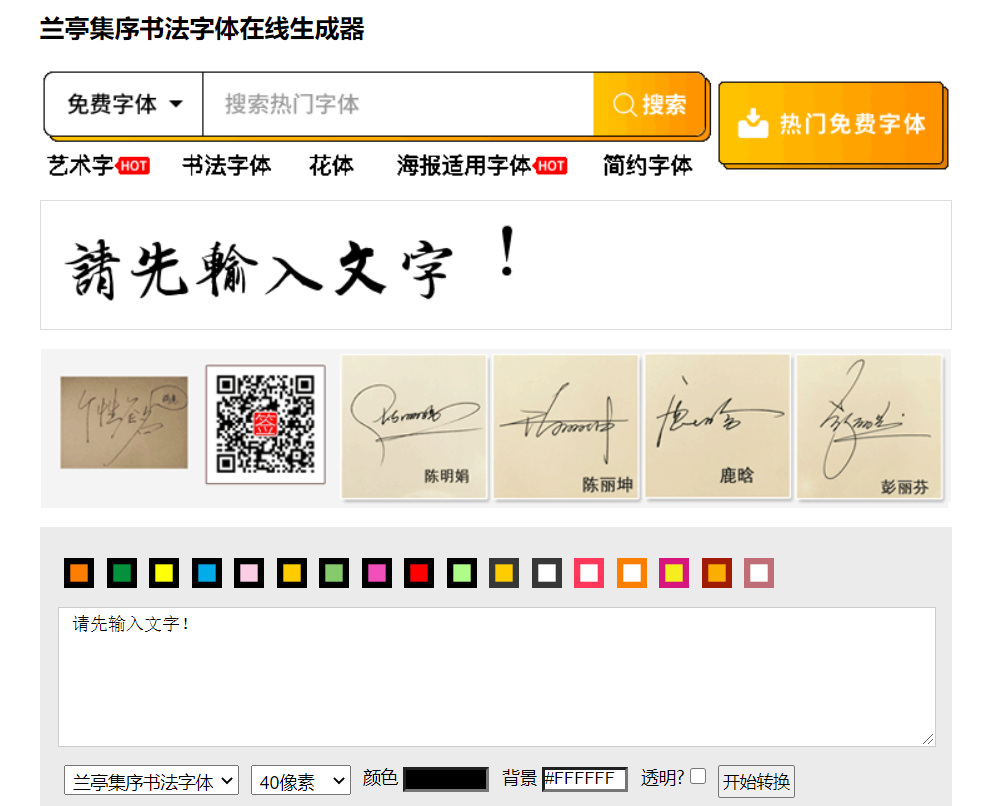 兰亭集序书法字体在线生成器
免费字体 搜索热门字体 搜索 热门免费字体
艺术字 HOT 书法字体 花体 海报适用字体 HOT 简约字体
請先輸入文字！
签
陈明娟 陈丽坤 鹿晗 彭丽芬
请先输入文字！
兰亭集序书法字体 40像素 颜色 背景 #FFFFFF 透明? 开始转换